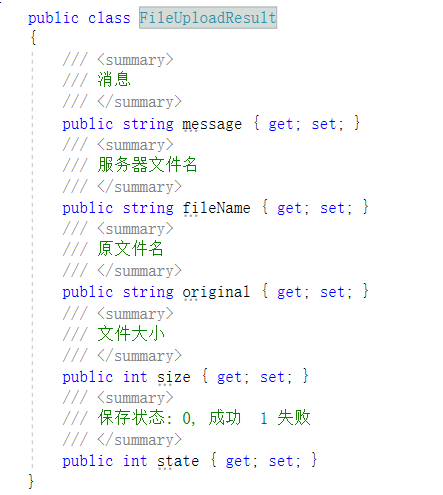 public class FileUploadResult
{
/// <summary>
/// 消息
/// </summary>
public string message { get; set; }
/// <summary>
/// 服务器文件名
/// </summary>
public string fileName { get; set; }
/// <summary>
/// 原文件名
/// </summary>
public string original { get; set; }
/// <summary>
/// 文件大小
/// </summary>
public int size { get; set; }
/// <summary>
/// 保存状态: 0, 成功  1 失败
/// </summary>
public int state { get; set; }
}